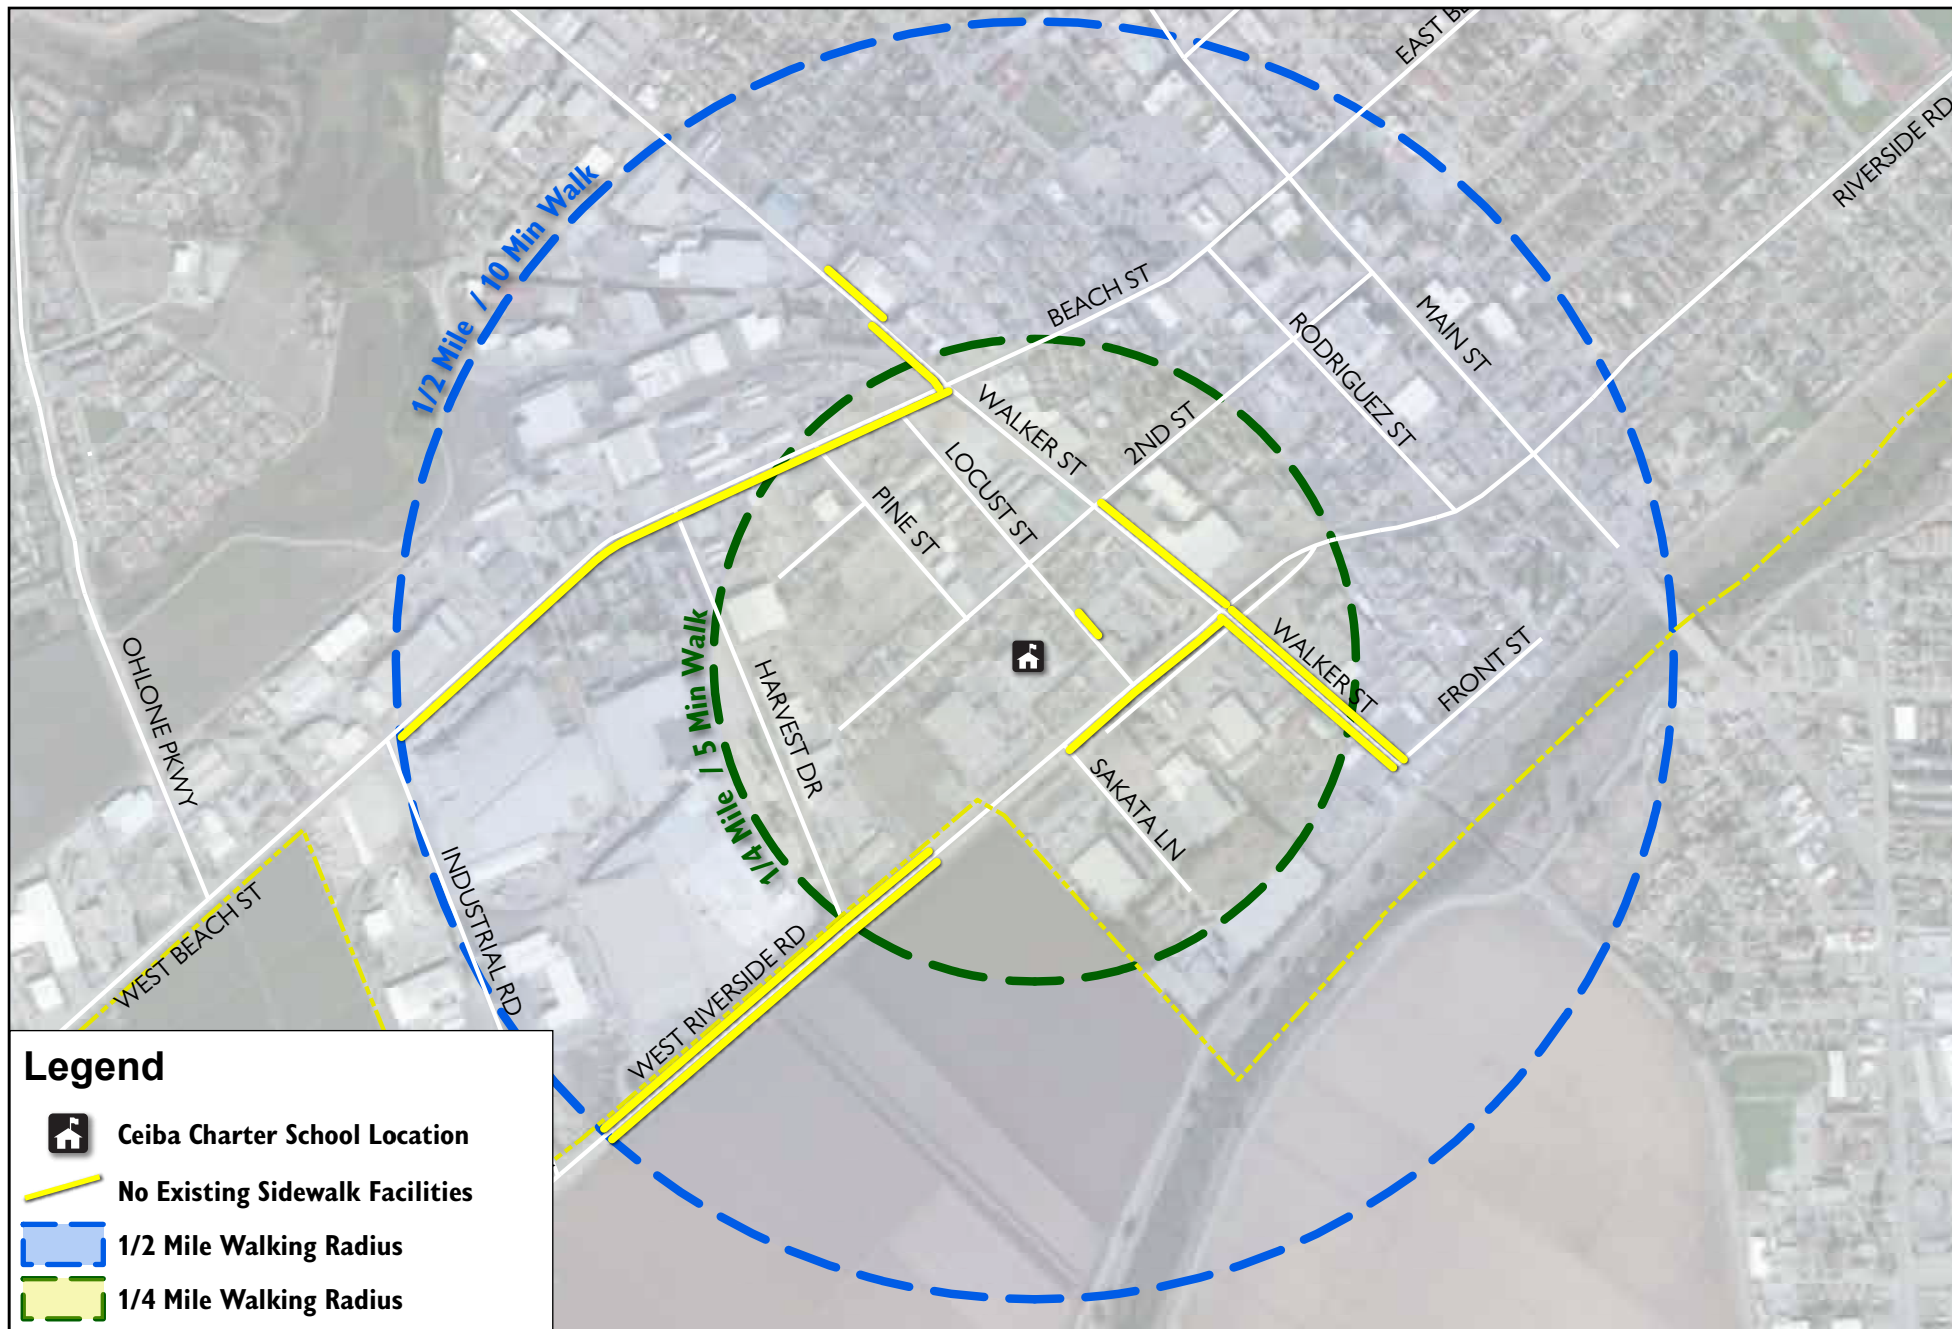 EAST B
RIVERSIDE RD
1/2 Mile / 10 Min Walk
BEACH ST
MAIN ST
RODRIGUEZ ST
WALKER ST
2ND ST
LOCUST ST
PINE ST
OHLONE PKWY
1/4 Mile / 5 Min Walk
HARVEST DR
WALKER ST
FRONT ST
SAKATA LN
INDUSTRIAL RD
WEST BEACH ST
WEST RIVERSIDE RD
Legend
Ceiba Charter School Location
No Existing Sidewalk Facilities
1/2 Mile Walking Radius
1/4 Mile Walking Radius